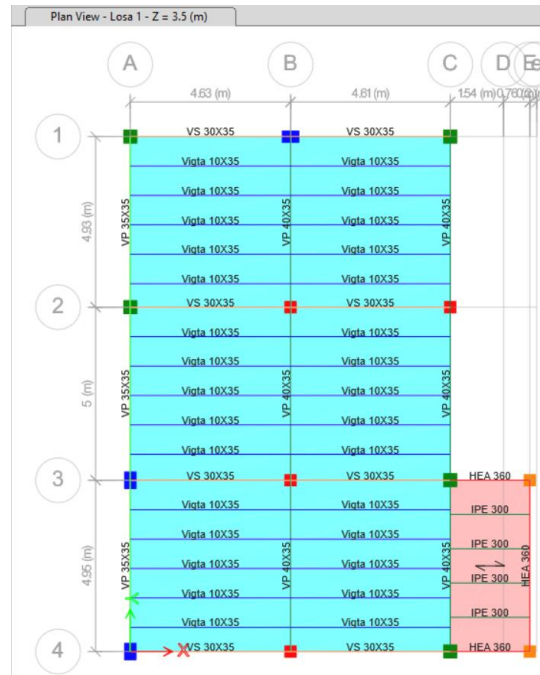 Plan View - Losa 1 - Z = 3.5 (m)
A B C D E
4.63 (m) 4.61 (m) 1.54 (m) 0.76
1 VS 30X35 VS 30X35
Vigta 10X35 Vigta 10X35
Vigta 10X35 Vigta 10X35
4.93 (m) VP 35X35 VP 40X35 VP 40X35
Vigta 10X35 Vigta 10X35
Vigta 10X35 Vigta 10X35
Vigta 10X35 Vigta 10X35
2 VS 30X35 VS 30X35
Vigta 10X35 Vigta 10X35
Vigta 10X35 Vigta 10X35
5 (m) VP 35X35 VP 40X35 VP 40X35
Vigta 10X35 Vigta 10X35
Vigta 10X35 Vigta 10X35
Vigta 10X35 Vigta 10X35
3 VS 30X35 VS 30X35 HEA 360
Vigta 10X35 Vigta 10X35 IPE 300
Vigta 10X35 Vigta 10X35 IPE 300
4.95 (m) VP 35X35 VP 40X35 VP 40X35 HEA 360
Vigta 10X35 Vigta 10X35 IPE 300
Vigta 10X35 Vigta 10X35 IPE 300
Vigta 10X35 Vigta 10X35
4 X VS 30X35 VS 30X35 HEA 360